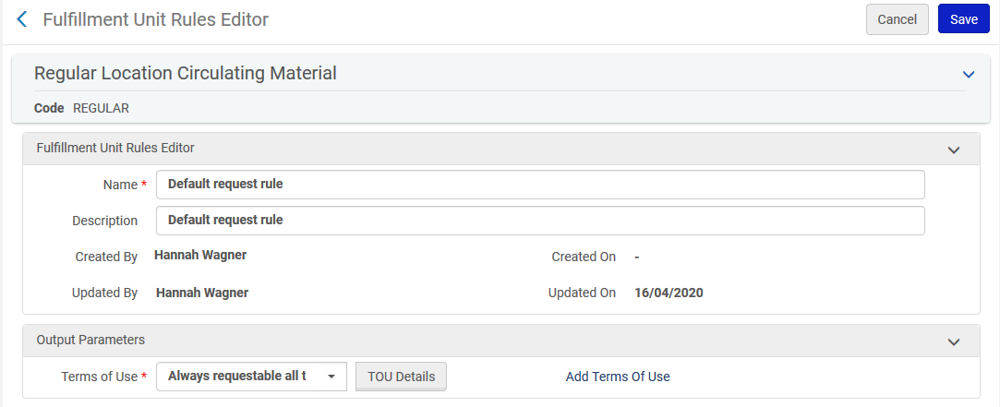 Fulfillment Unit Rules Editor
Cancel
Save
Regular Location Circulating Material
Code REGULAR
Fulfillment Unit Rules Editor
Name * Default request rule
Description Default request rule
Created By Hannah Wagner Created On -
Updated By Hannah Wagner Updated On 16/04/2020
Output Parameters
Terms of Use * Always requestable all t TOU Details Add Terms Of Use